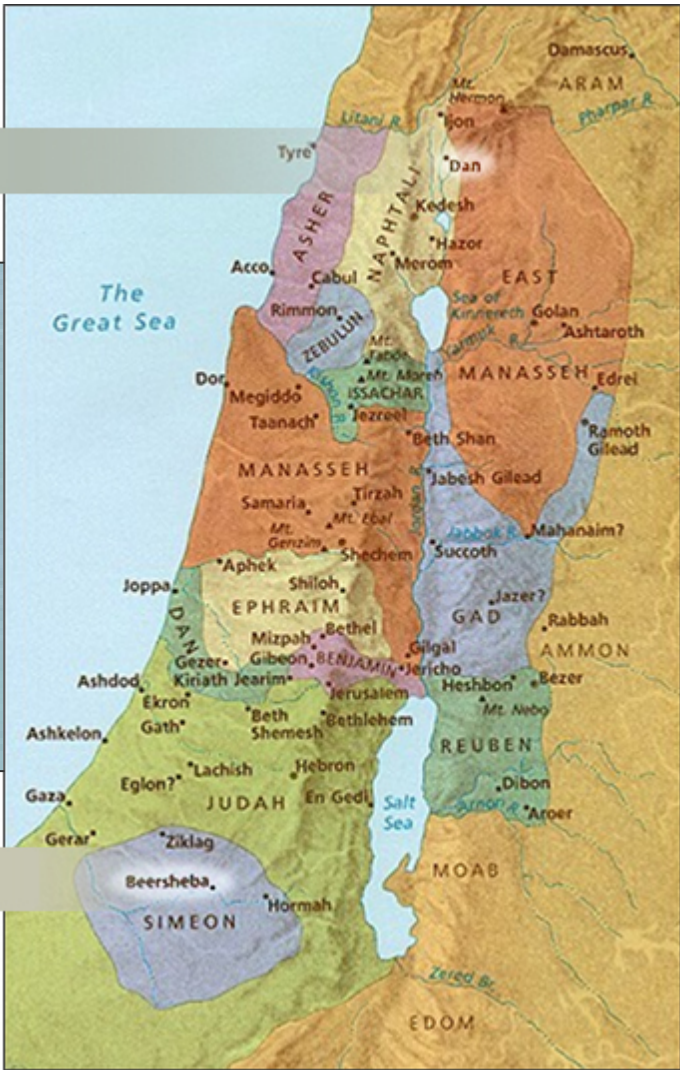 Damascus
ARAM
Mt.
Hermon
Pharpar R.
Litani R.
Ijon
Tyre
Dan
ASHER
NAPHTALI
Kedesh
Hazor
Merom
Acco
Cabul
EAST
The
Great Sea
Rimmon
Sea of
Kinnereth
Golan
Ashtaroth
ZEBULUN
Yarmuk
R.
Mt.
Tabor
Mt. Moreh
MANASSEH
Edrei
Dor
Kishon R.
ISSACHAR
Megiddo
Jezreel
Taanach
Beth Shan
Ramoth
Gilead
MANASSEH
Jabesh Gilead
Jordan R.
Tirzah
Samaria
Mt. Ebal
Mt.
Gerizim
Jabbok R.
Mahanaim?
Shechem
Succoth
Aphek
Joppa
Shiloh
EPHRAIM
Jazer?
GAD
DAN
Rabbah
Bethel
Mizpah
AMMON
Gilgal
Gezer
Gibeon
BENJAMIN
Jericho
Kiriath Jearim
Heshbon
Bezer
Ashdod
Jerusalem
Ekron
Mt. Nebo
Beth
Shemesh
Bethlehem
Gath
Ashkelon
REUBEN
Lachish
Hebron
Eglon?
Dibon
Gaza
JUDAH
En Gedi
Salt
Sea
Arnon R.
Aroer
Gerar
Ziklag
MOAB
Beersheba
Hormah
SIMEON
Zered Br.
EDOM